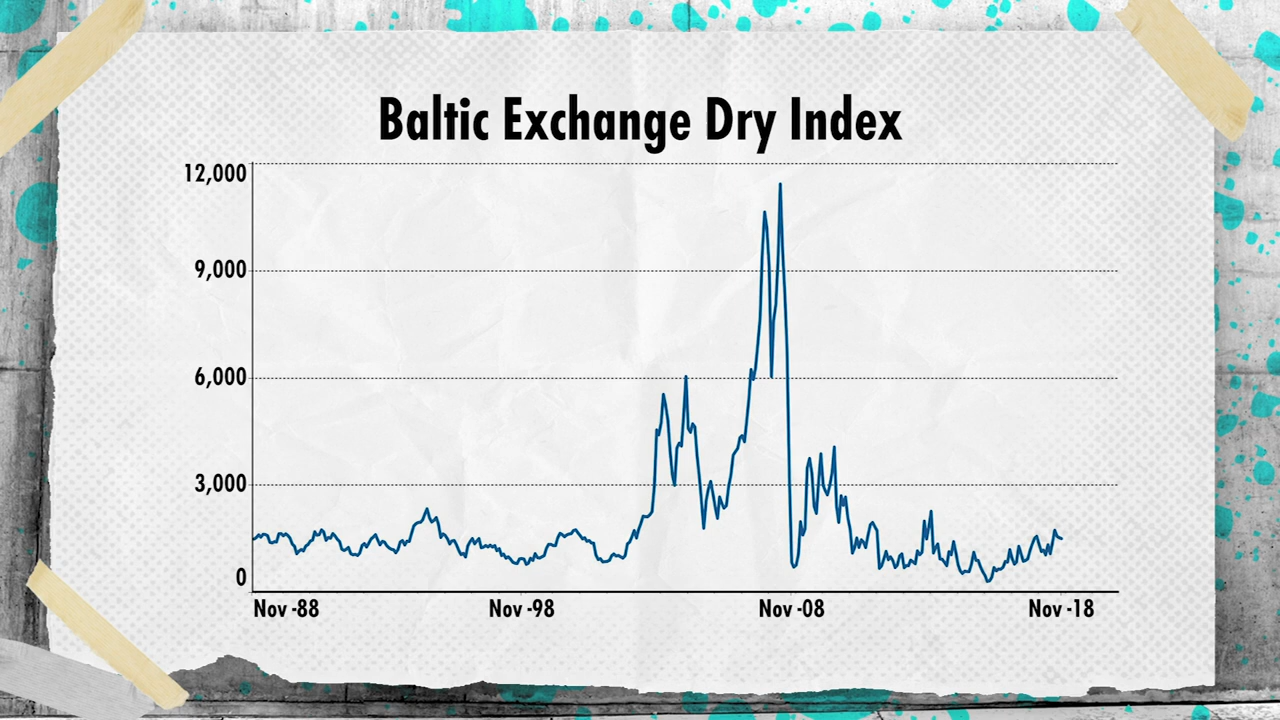 Baltic Exchange Dry Index
12,000
9,000
6,000
3,000
0
Nov -88
Nov -98
Nov -08
Nov -18